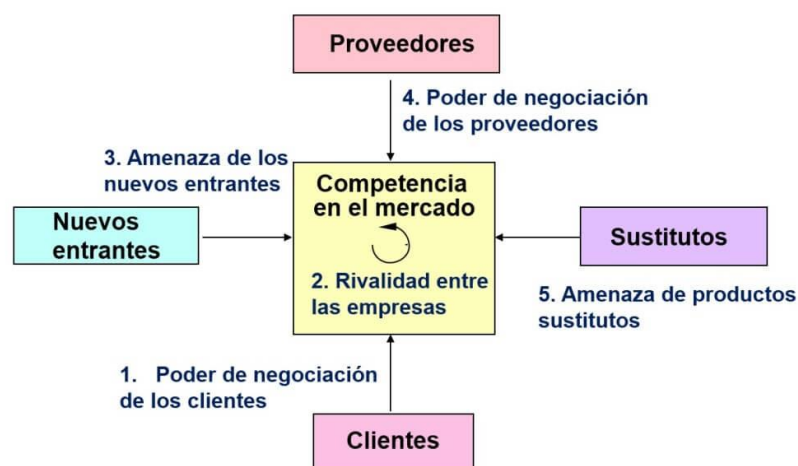 Proveedores
4. Poder de negociación
de los proveedores
3. Amenaza de los
nuevos entrantes
Competencia
en el mercado
Nuevos
entrantes
Sustitutos
2. Rivalidad entre
las empresas
5. Amenaza de productos
sustitutos
1. Poder de negociación
de los clientes
Clientes